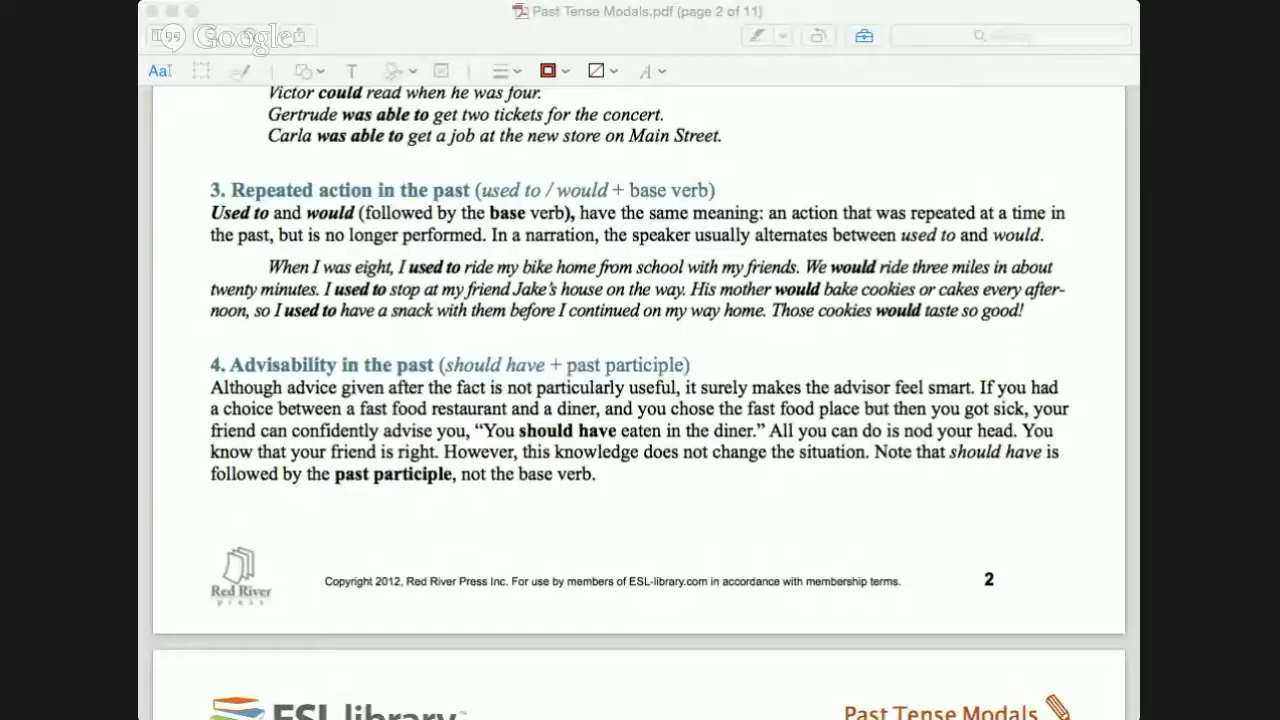 Past Tense Modals.pdf (page 2 of 11)
Google
AaI
T
A
Victor could read when he was four.
Gertrude was able to get two tickets for the concert.
Carla was able to get a job at the new store on Main Street.
3. Repeated action in the past (used to / would + base verb)
Used to and would (followed by the base verb), have the same meaning: an action that was repeated at a time in
the past, but is no longer performed. In a narration, the speaker usually alternates between used to and would.
When I was eight, I used to ride my bike home from school with my friends. We would ride three miles in about
twenty minutes. I used to stop at my friend Jake's house on the way. His mother would bake cookies or cakes every after-
noon, so I used to have a snack with them before I continued on my way home. Those cookies would taste so good!
4. Advisability in the past (should have + past participle)
Although advice given after the fact is not particularly useful, it surely makes the advisor feel smart. If you had
a choice between a fast food restaurant and a diner, and you chose the fast food place but then you got sick, your
friend can confidently advise you, “You should have eaten in the diner.” All you can do is nod your head. You
know that your friend is right. However, this knowledge does not change the situation. Note that should have is
followed by the past participle, not the base verb.
Red River
press
Copyright 2012, Red River Press Inc. For use by members of ESL-library.com in accordance with membership terms.
2
ESL library™
Past Tense Modals